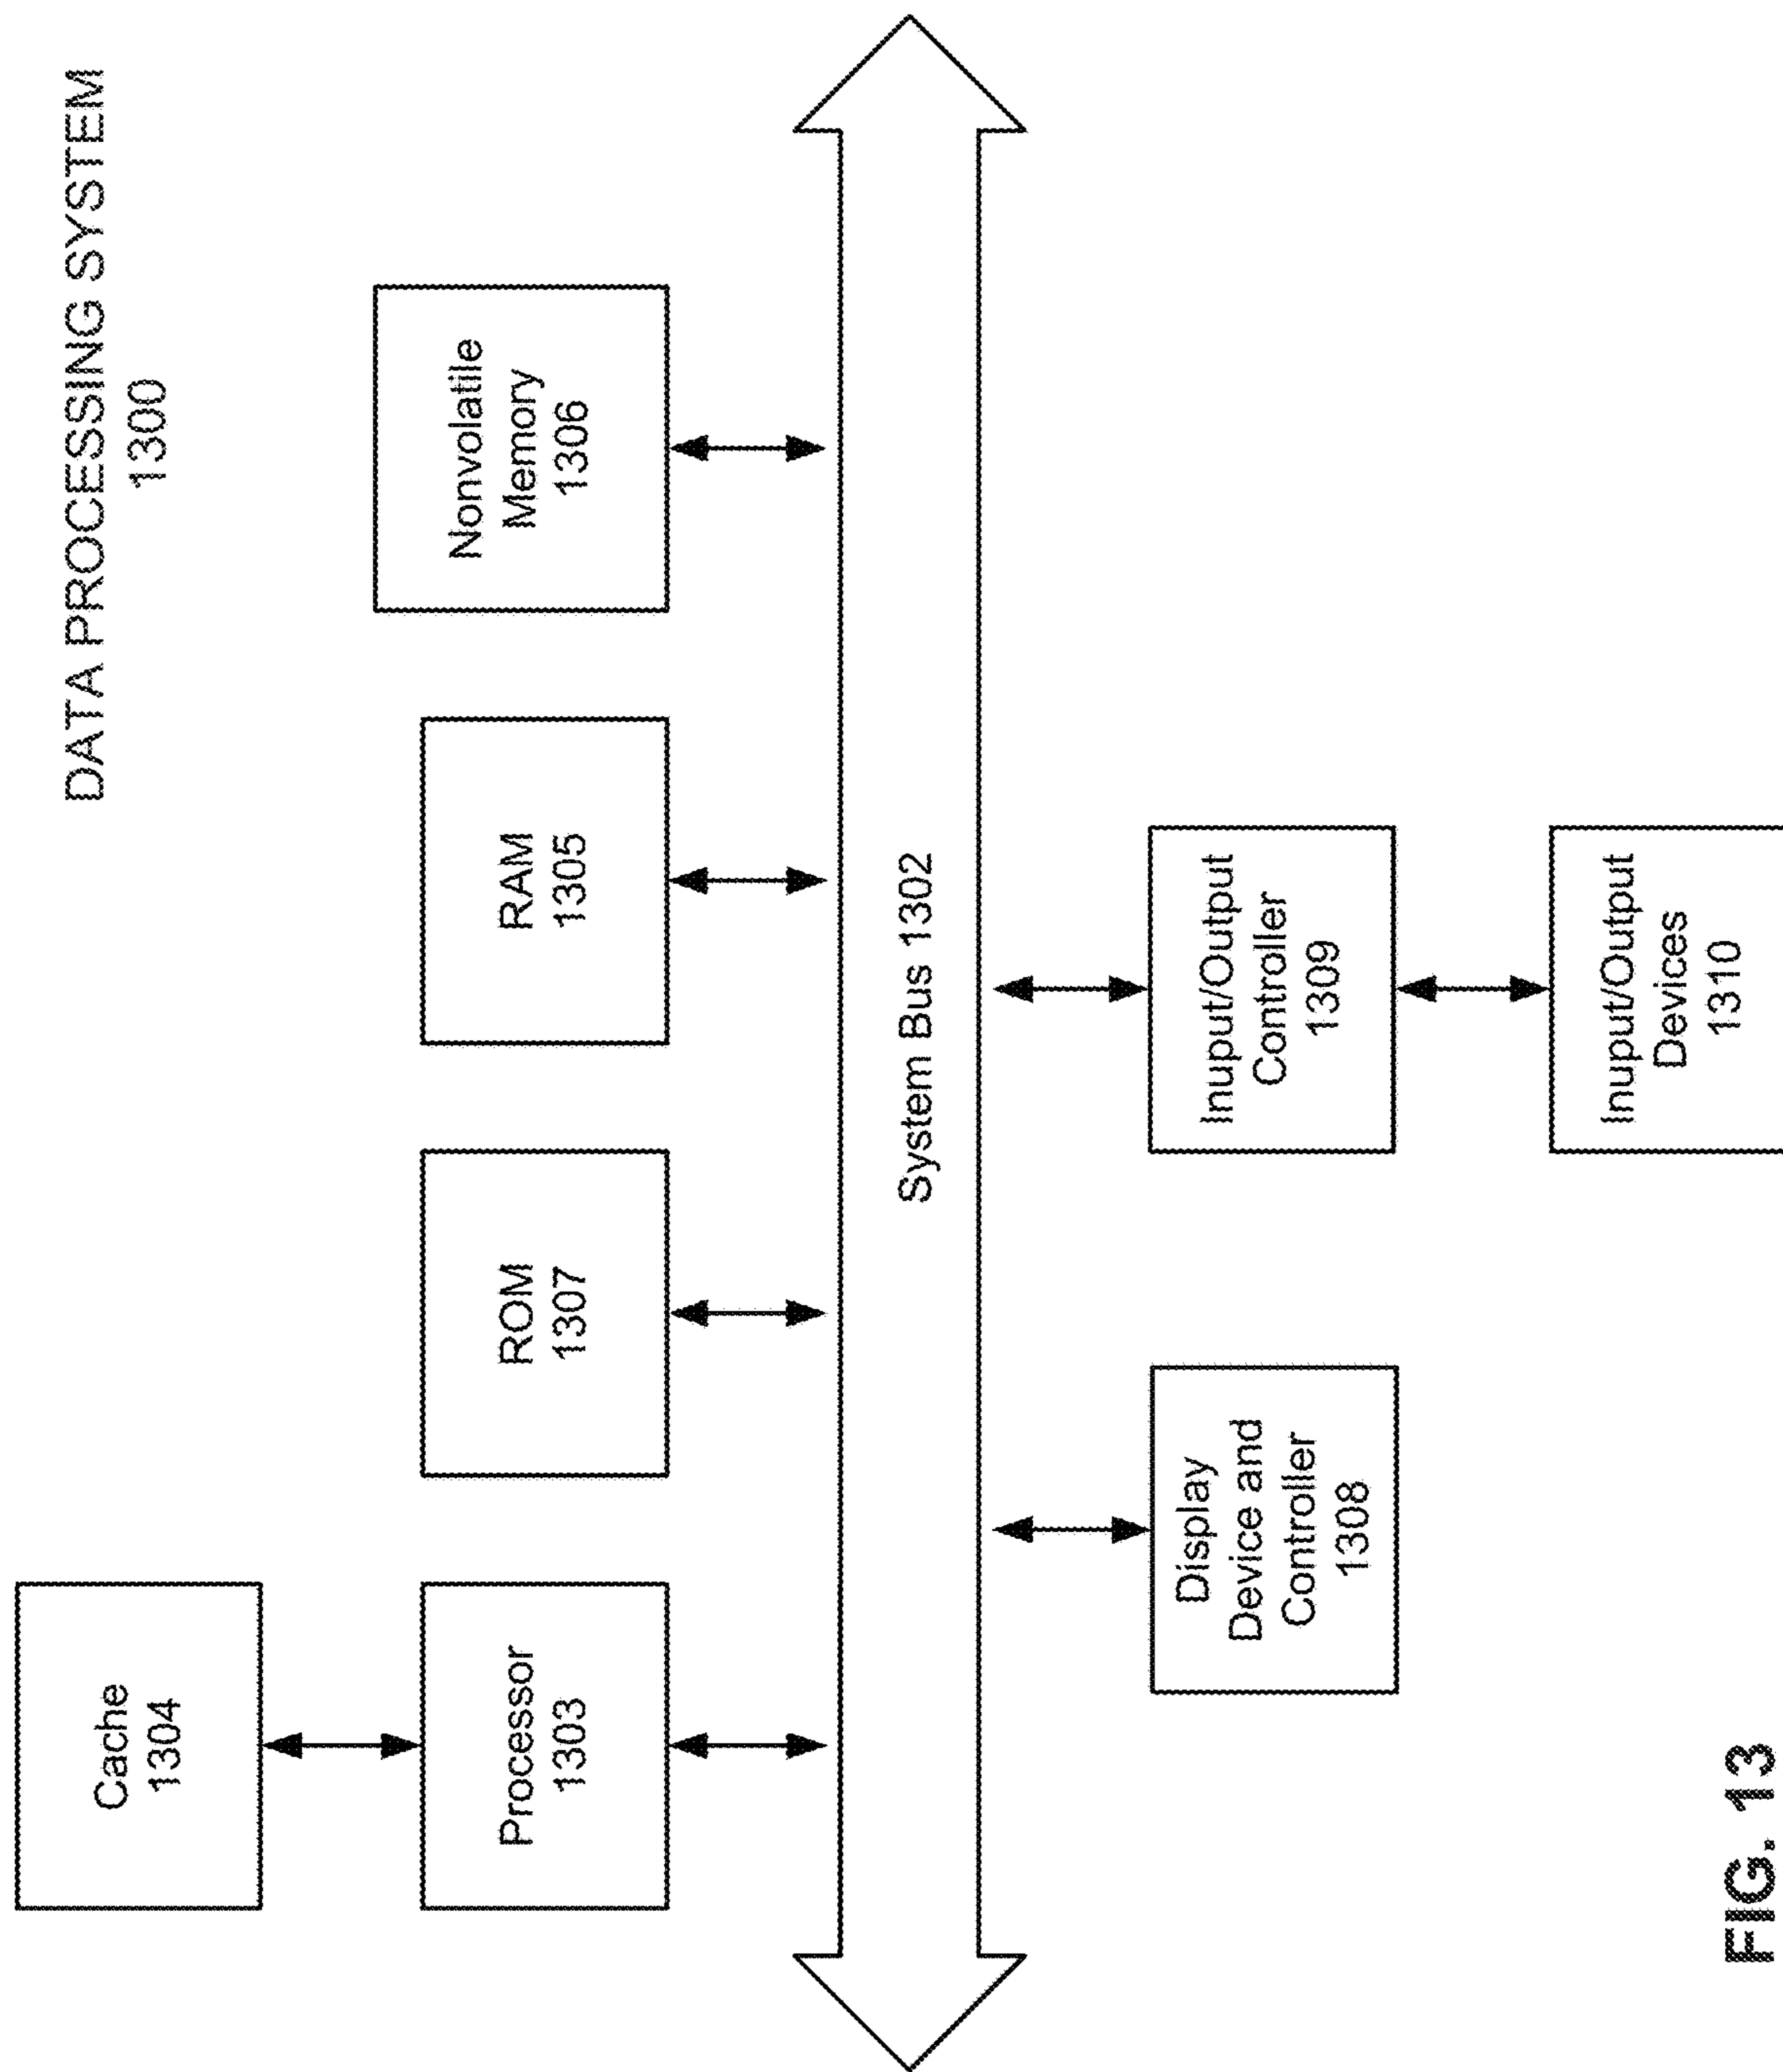 DATA PROCESSING SYSTEM
1300
Cache
1304
Processor
1303
ROM
1307
RAM
1305
Nonvolatile
Memory
1306
System Bus 1302
Display
Device and
Controller
1308
Inuput/Output
Controller
1309
Inuput/Output
Devices
1310
FIG. 13